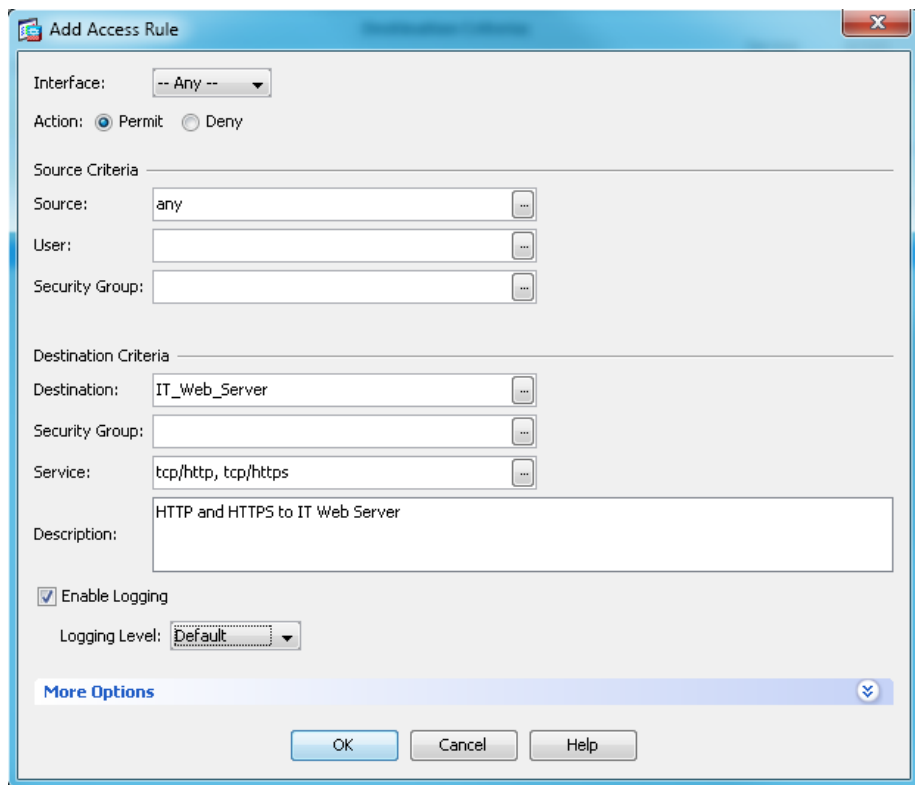 Add Access Rule
Interface: -- Any --
Action: Permit Deny
Source Criteria
Source: any ...
User: ...
Security Group: ...
Destination Criteria
Destination: IT_Web_Server ...
Security Group: ...
Service: tcp/http, tcp/https ...
HTTP and HTTPS to IT Web Server
Description:
Enable Logging
Logging Level: Default
More Options
OK Cancel Help